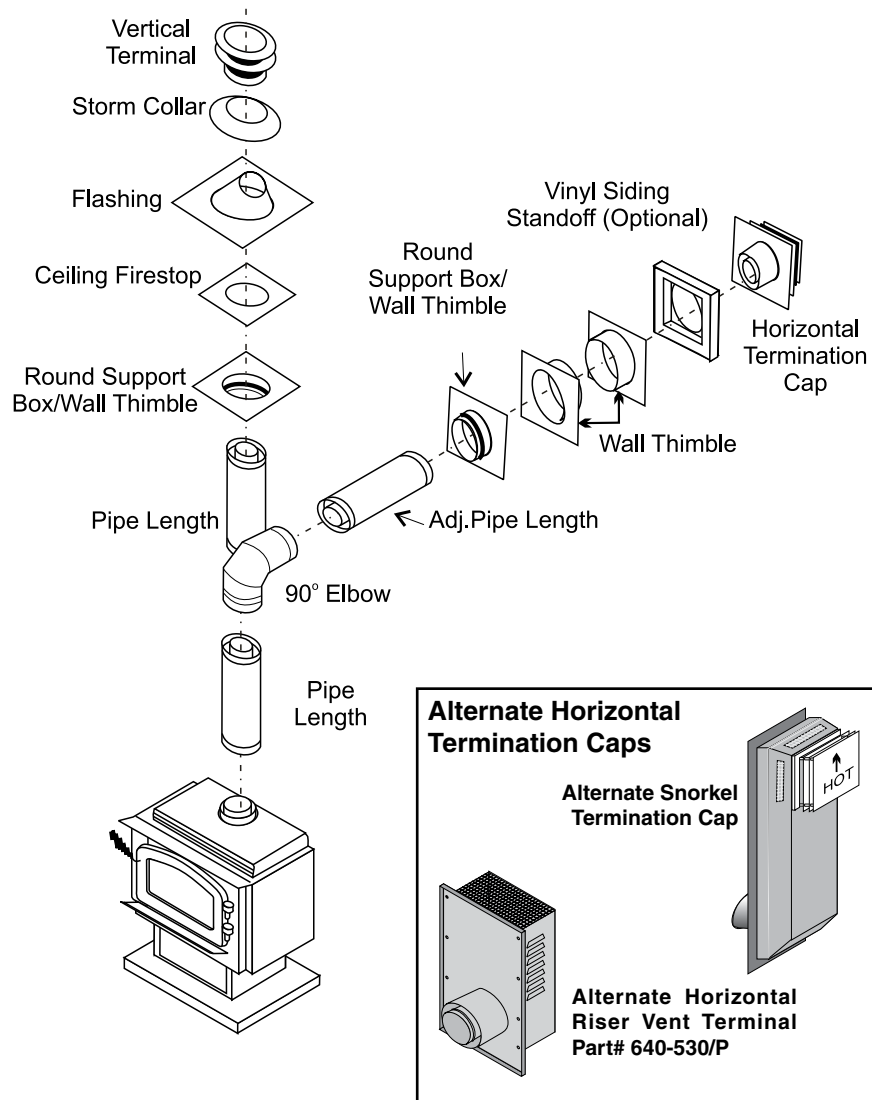 Vertical
Terminal
Storm Collar
Flashing
Ceiling Firestop
Round Support
Box/Wall Thimble
Pipe Length
90° Elbow
Pipe
Length
Adj.Pipe Length
Round
Support Box/
Wall Thimble
Wall Thimble
Vinyl Siding
Standoff (Optional)
Horizontal
Termination
Cap
Alternate Horizontal
Termination Caps
Alternate Snorkel
Termination Cap
HOT
Alternate Horizontal
Riser Vent Terminal
Part# 640-530/P